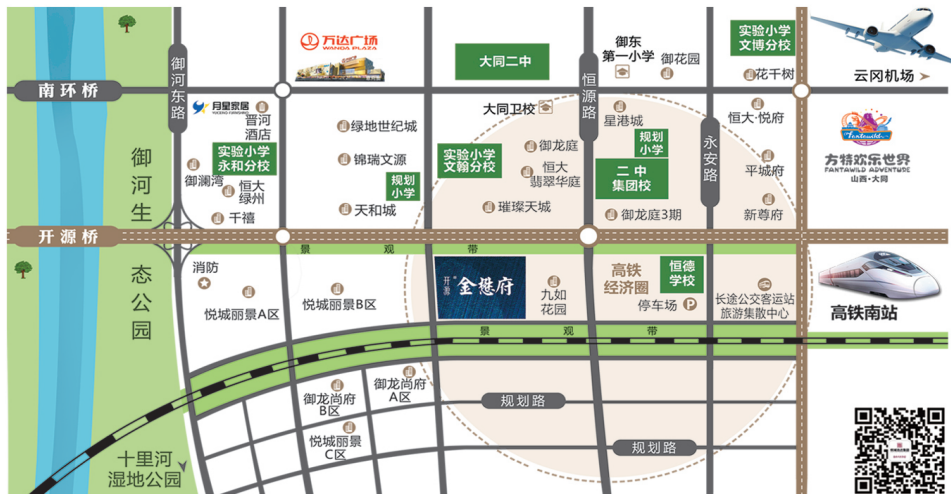 万达广场
WANDA PLAZA
大同二中
御东
第一小学
御花园
实验小学
文博分校
花千树
云冈机场
南环桥
御河东路
恒源路
月星家居
YUEXING FURNISHING
晋河
酒店
绿地世纪城
大同卫校
星港城
恒大·悦府
永安路
Fantawild
方特欢乐世界
FANTAWILD ADVENTURE
山西·大同
御河生态公园
实验小学
永和分校
锦瑞文源
实验小学
文翰分校
御龙庭
规划
小学
平城府
御澜湾
恒大
绿州
规划
小学
恒大
翡翠华庭
二中
集团校
千禧
天和城
璀璨天城
御龙庭3期
新尊府
开源桥
景观带
消防
悦城丽景A区
悦城丽景B区
开源
金懋府
九如
花园
高铁
经济圈
恒德
学校
停车场
P
长途公交客运站
旅游集散中心
高铁南站
景观带
御龙尚府
B区
御龙尚府
A区
规划路
悦城丽景
C区
规划路
十里河
湿地公园